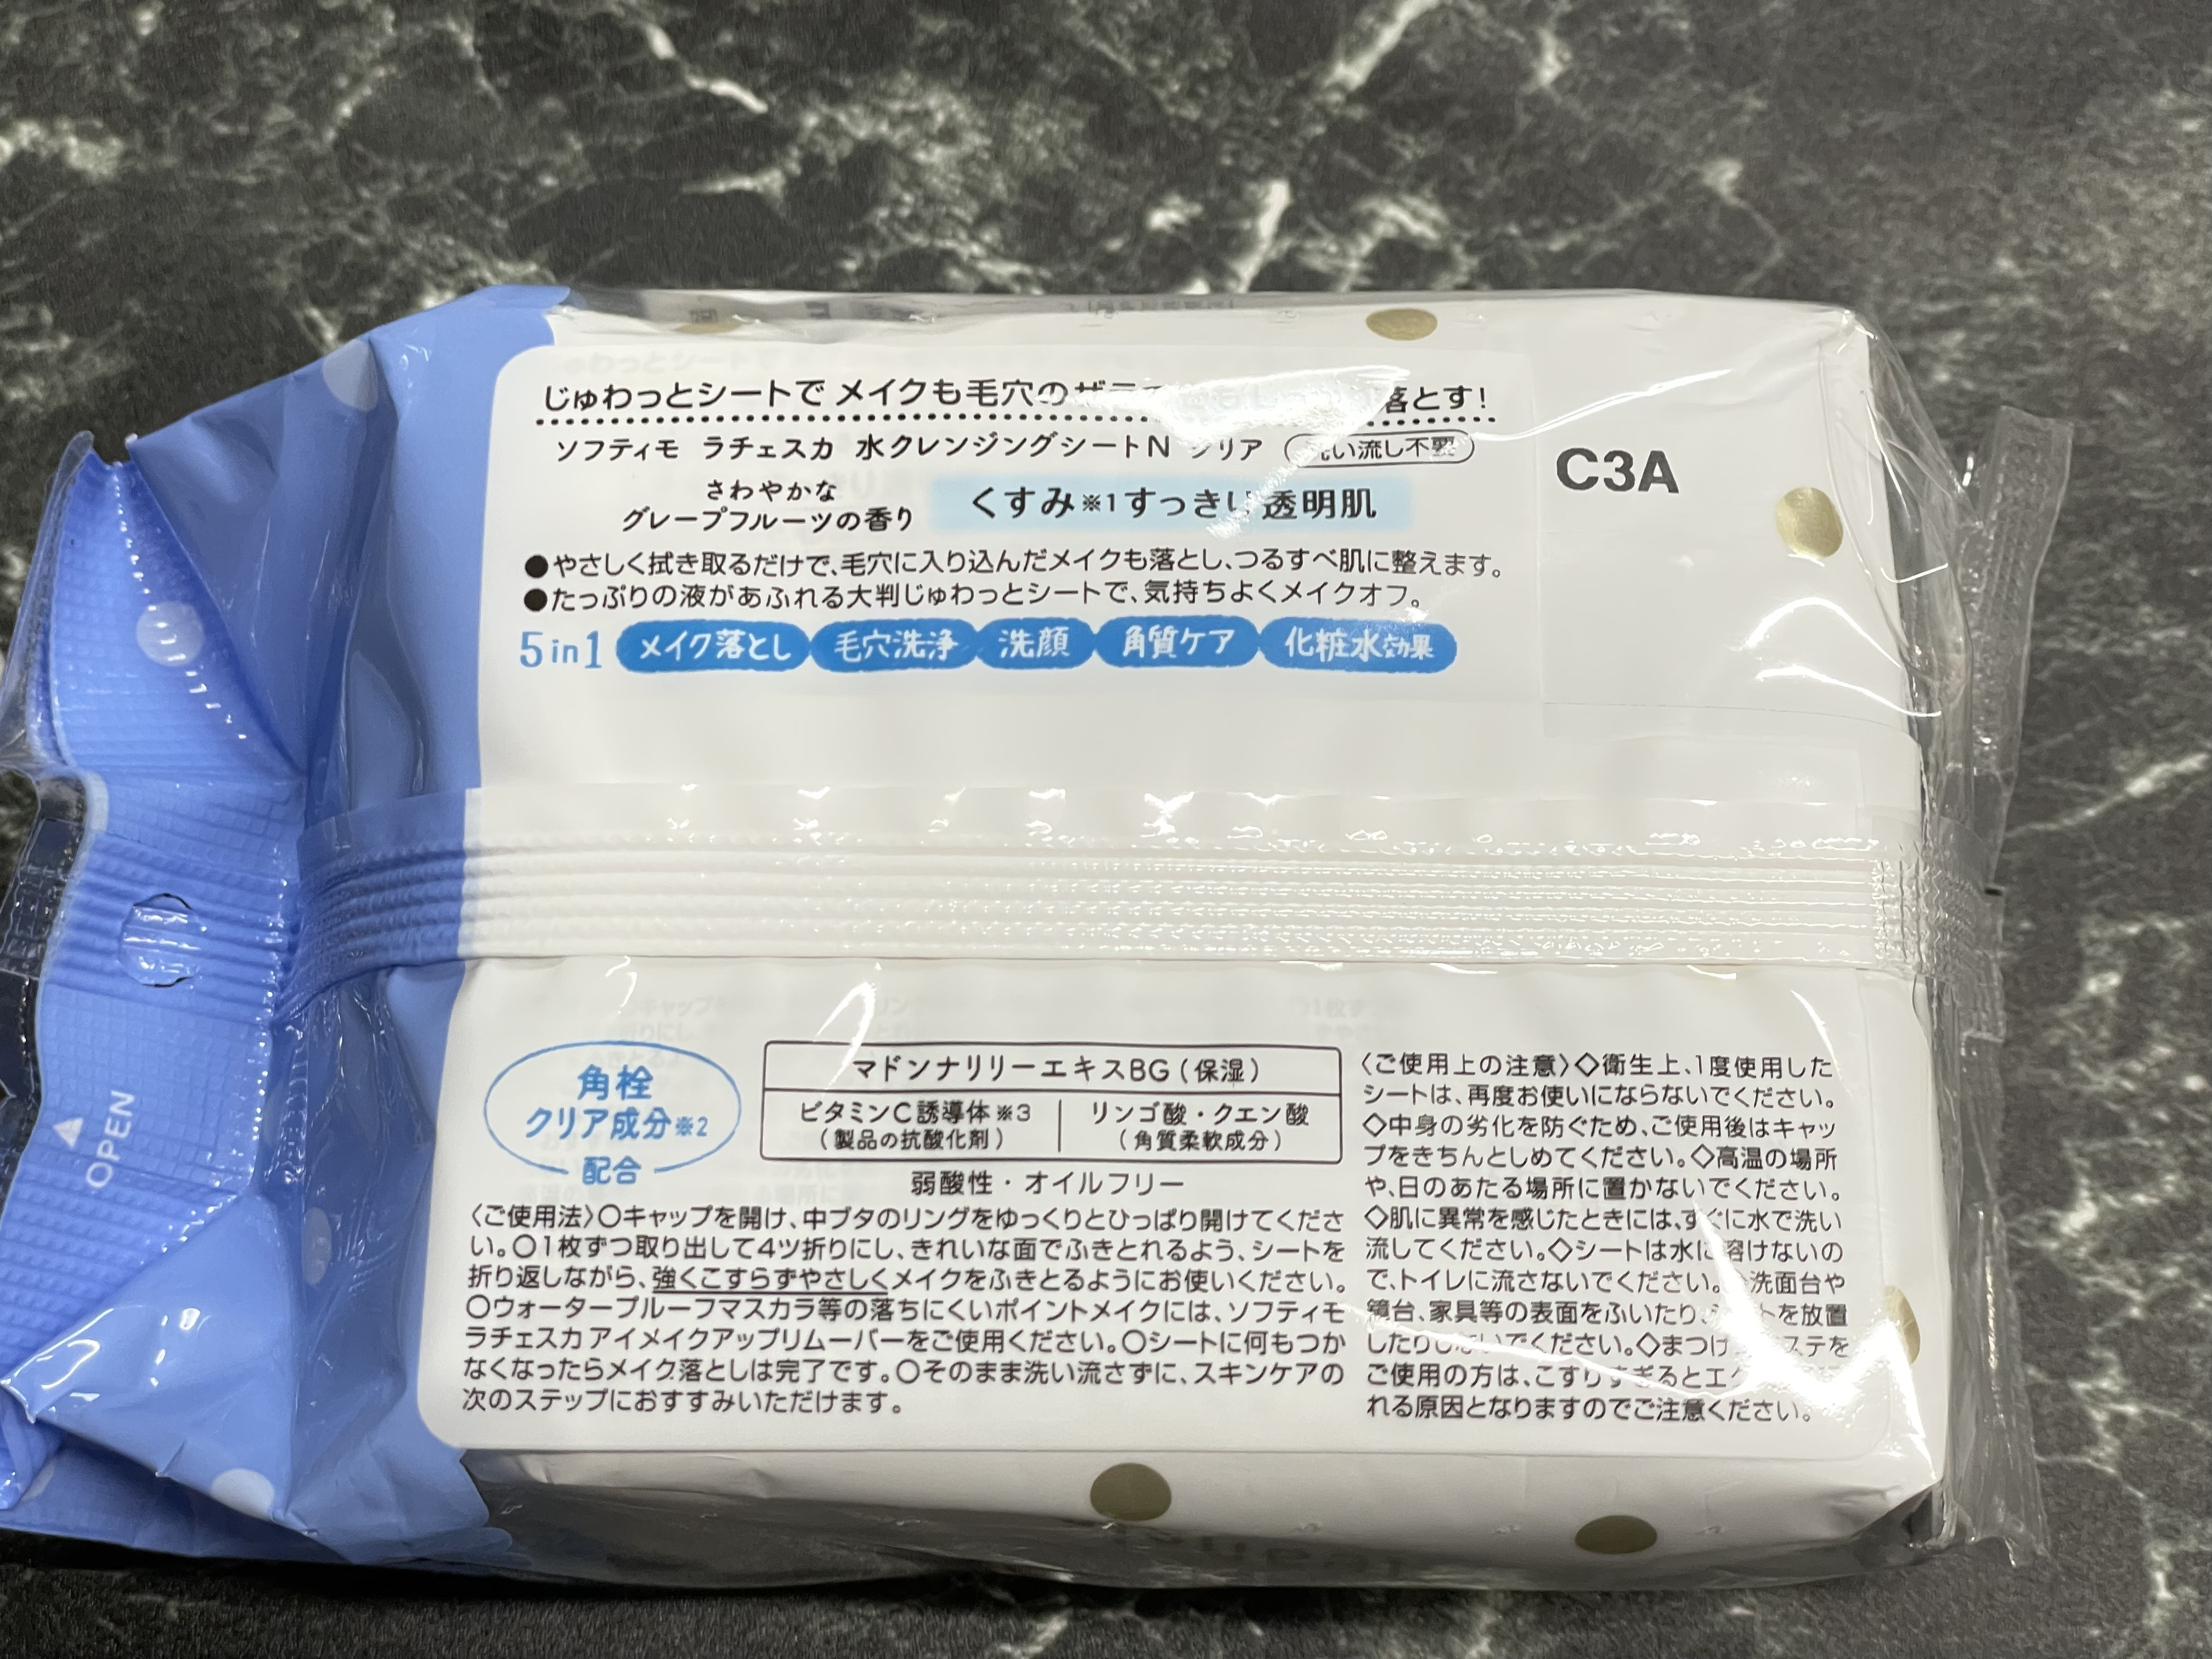 じゅわっとシートで メイクも毛穴の 落とす!
ソフティモ ラチェスカ 水クレンジングシートN クリア 洗い流し不要
C3A
さわやかな
グレープフルーツの香り
くすみ※1すっきり 透明肌
●やさしく拭き取るだけで、毛穴に入り込んだメイクも落とし、つるすべ肌に整えます。
●たっぷりの液があふれる大判じゅわっとシートで、気持ちよくメイクオフ。
5in1 メイク落とし 毛穴洗浄 洗顔 角質ケア 化粧水効果
OPEN
角栓
クリア成分※2
配合
マドンナリリーエキスBG(保湿)
ビタミンC誘導体※3
(製品の抗酸化剤)
リンゴ酸・クエン酸
(角質柔軟成分)
弱酸性・オイルフリー
〈ご使用法〉○キャップを開け、中ブタのリングをゆっくりとひっぱり開けてくださ
い。○1枚ずつ取り出して4ツ折りにし、きれいな面でふきとれるよう、シートを
折り返しながら、強くこすらずやさしくメイクをふきとるようにお使いください。
○ウォータープルーフマスカラ等の落ちにくいポイントメイクには、ソフティモ
ラチェスカ アイメイクアップリムーバーをご使用ください。○シートに何もつか
なくなったらメイク落としは完了です。○そのまま洗い流さずに、スキンケアの
次のステップにおすすみいただけます。
〈ご使用上の注意〉◇衛生上、1度使用した
シートは、再度お使いにならないでください。
◇中身の劣化を防ぐため、ご使用後はキャッ
プをきちんとしめてください。◇高温の場所
や、日のあたる場所に置かないでください。
◇肌に異常を感じたときには、すぐに水で洗い
流してください。◇シートは水に溶けないの
で、トイレに流さないでください。◇洗面台や
鏡台、家具等の表面をふいたり、シートを放置
したりしないでください。◇まつげ
ご使用の方は、こすりすぎると
れる原因となりますのでご注意ください。